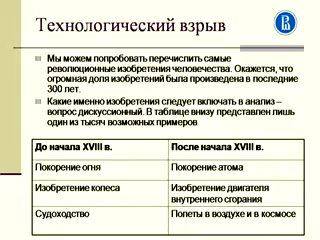 Технологический взрыв
Мы можем попробовать перечислить самые
революционные изобретения человечества. Окажется, что
огромная доля изобретений была произведена в последние
300 лет.
Какие именно изобретения следует включать в анализ –
вопрос дискуссионный. В таблице внизу представлен лишь
один из тысяч возможных примеров
До начала XVIII в. После начала XVIII в.
Покорение огня Покорение атома
Изобретение колеса Изобретение двигателя
внутреннего сгорания
Судоходство Полеты в воздухе и в космосе